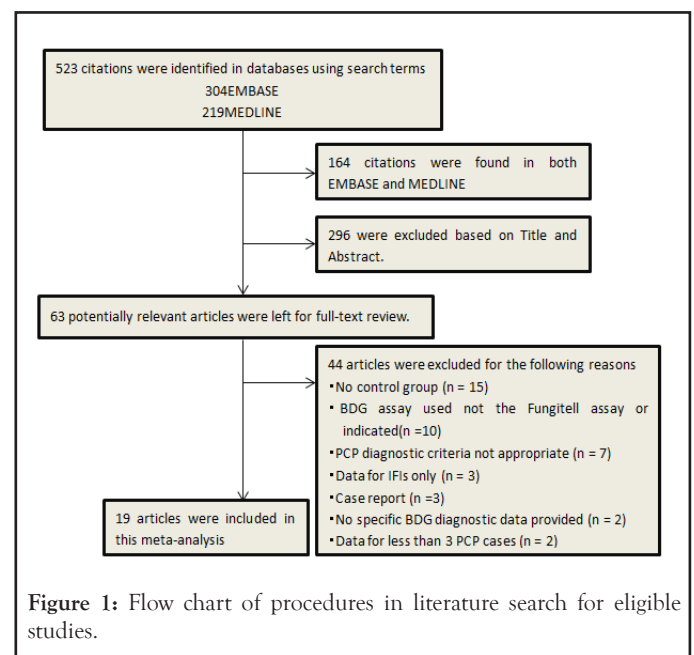 523 citations were identified in databases using search terms
304EMBASE
219MEDLINE
164 citations were found in both
EMBASE and MEDLINE
296 were excluded based on Title and
Abstract.
63 potentially relevant articles were left for full-text review.
44 articles were excluded for the following reasons
▪No control group (n = 15)
▪ BDG assay used not the Fungitell assay or
indicated(n =10)
▪PCP diagnostic criteria not appropriate (n = 7)
▪Data for IFIs only (n = 3)
▪Case report (n =3)
▪No specific BDG diagnostic data provided (n = 2)
▪Data for less than 3 PCP cases (n = 2)
19 articles were included in
this meta-analysis
Figure 1: Flow chart of procedures in literature search for eligible
studies.